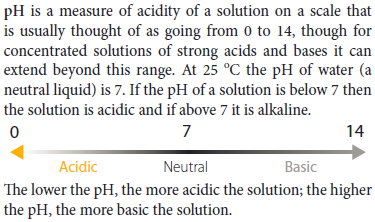 pH is a measure of acidity of a solution on a scale that
is usually thought of as going from 0 to 14, though for
concentrated solutions of strong acids and bases it can
extend beyond this range. At 25 °C the pH of water (a
neutral liquid) is 7. If the pH of a solution is below 7 then
the solution is acidic and if above 7 it is alkaline.
0 7 14
Acidic Neutral Basic
The lower the pH, the more acidic the solution; the higher
the pH, the more basic the solution.